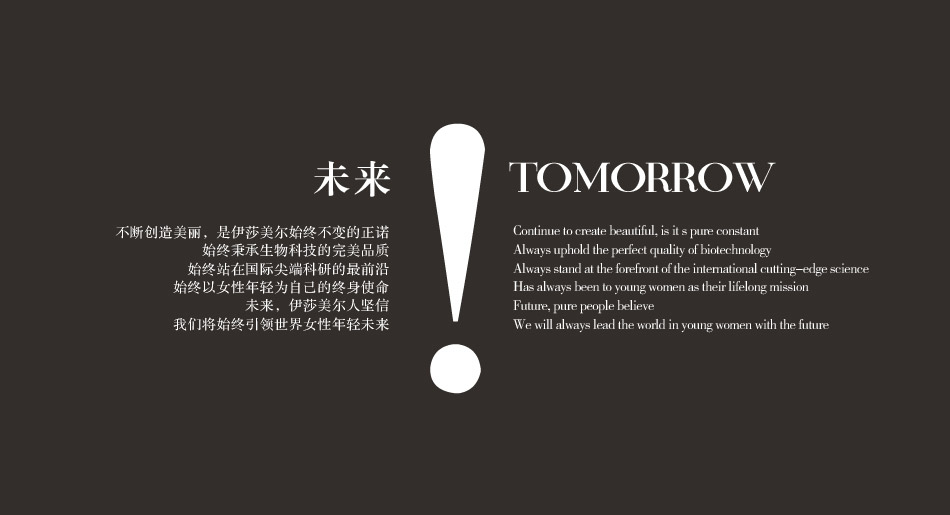 未来
不断创造美丽，是伊莎美尔始终不变的正诺
始终秉承生物科技的完美品质
始终站在国际尖端科研的最前沿
始终以女性年轻为自己的终身使命
未来，伊莎美尔人坚信
我们将始终引领世界女性年轻未来
!
TOMORROW
Continue to create beautiful, is it s pure constant
Always uphold the perfect quality of biotechnology
Always stand at the forefront of the international cutting-edge science
Has always been to young women as their lifelong mission
Future, pure people believe
We will always lead the world in young women with the future